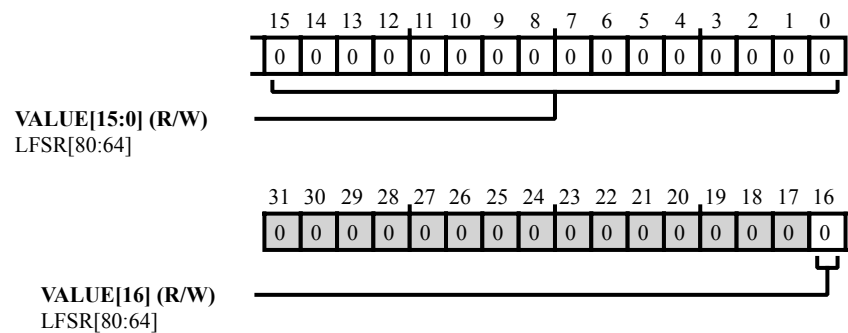 15 14 13 12 11 10 9 8 7 6 5 4 3 2 1 0
0 0 0 0 0 0 0 0 0 0 0 0 0 0 0 0
VALUE[15:0] (R/W)
LFSR[80:64]
31 30 29 28 27 26 25 24 23 22 21 20 19 18 17 16
0 0 0 0 0 0 0 0 0 0 0 0 0 0 0 0
VALUE[16] (R/W)
LFSR[80:64]